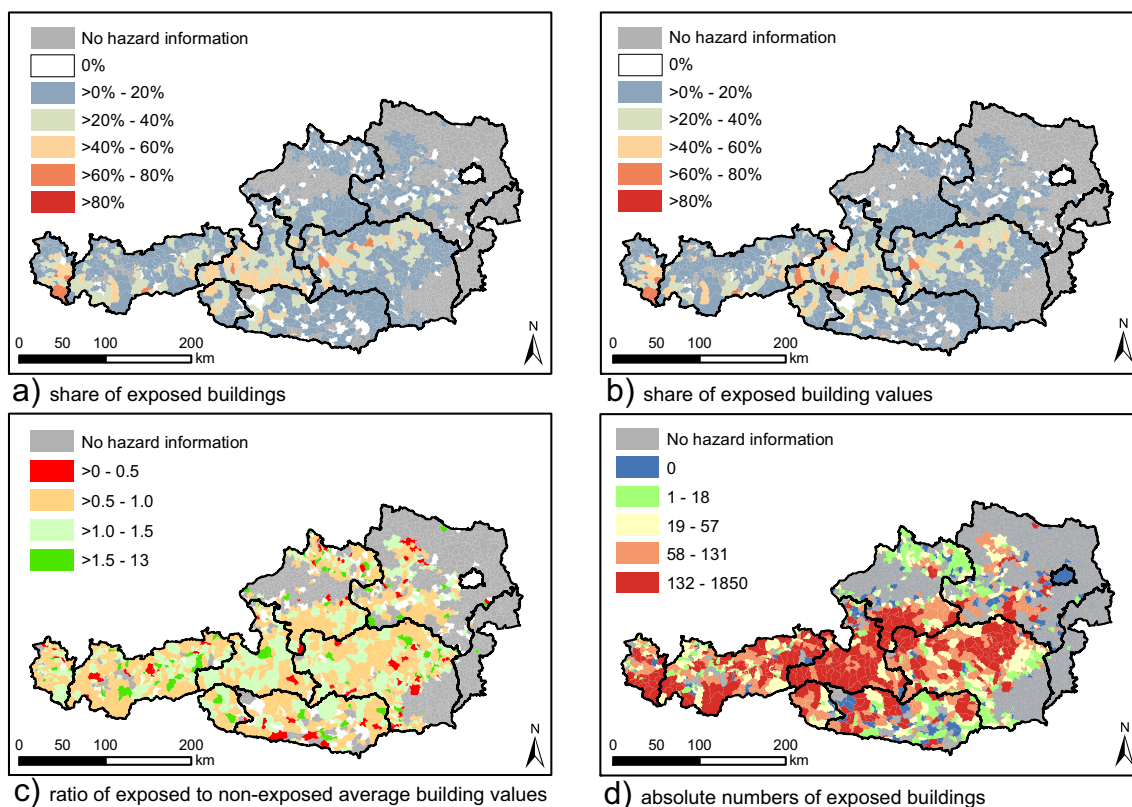 No hazard information
0%
>0% - 20%
>20% - 40%
>40% - 60%
>60% - 80%
>80%
N
0 50 100 200
km
a) share of exposed buildings
No hazard information
0%
>0% - 20%
>20% - 40%
>40% - 60%
>60% - 80%
>80%
N
0 50 100 200
km
b) share of exposed building values
No hazard information
>0 - 0.5
>0.5 - 1.0
>1.0 - 1.5
>1.5 - 13
N
0 50 100 200
km
c) ratio of exposed to non-exposed average building values
No hazard information
0
1 - 18
19 - 57
58 - 131
132 - 1850
N
0 50 100 200
km
d) absolute numbers of exposed buildings